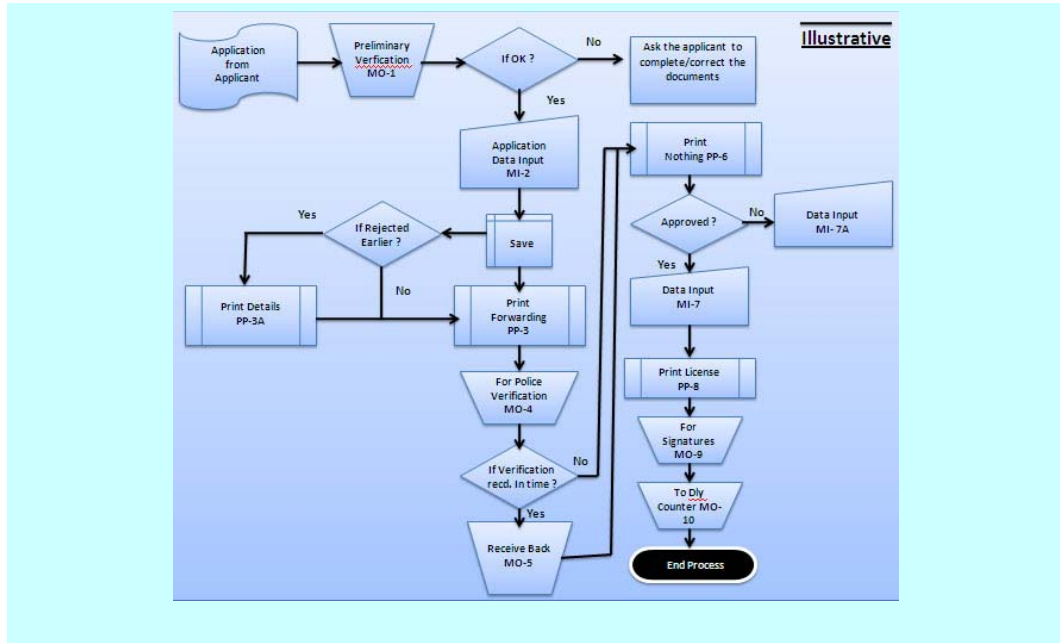 Illustrative
Application
from
Applicant
Preliminary
Verfication
MO-1
If OK ?
No
Ask the applicant to
complete/correct the
documents
Yes
Application
Data Input
MI-2
Save
If Rejected
Earlier ?
Yes
No
Print Details
PP-3A
Print
Forwarding
PP-3
For Police
Verification
MO-4
If Verification
recd. In time ?
No
Yes
Receive Back
MO-5
Print
Nothing PP-6
Approved ?
No
Data Input
MI- 7A
Yes
Data Input
MI-7
Print License
PP-8
For
Signatures
MO-9
To Dly
Counter MO-
10
End Process